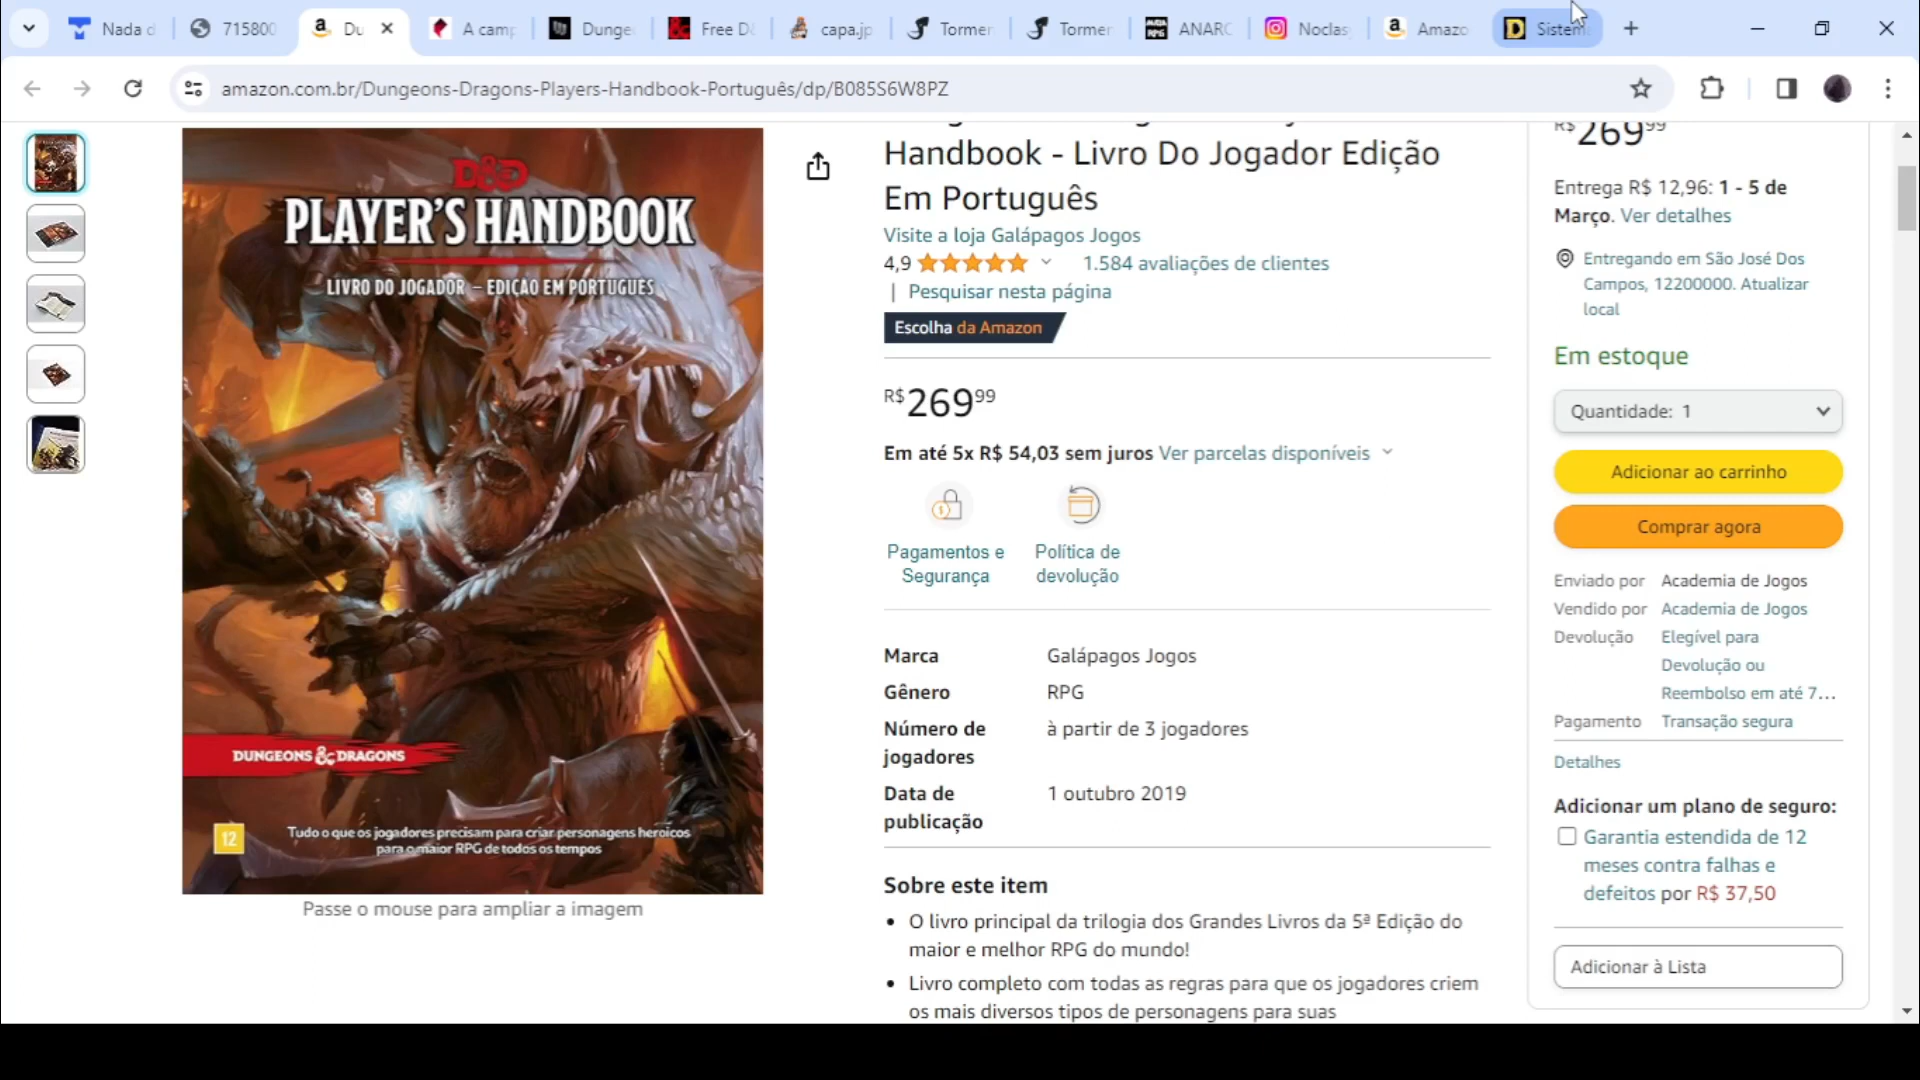 Nada d
715800
Du
A camp
Dunge
Free D&
capa.jp
Tormen
Tormen
ANARC
Noclas
Amazo
Sistem
amazon.com.br/Dungeons-Dragons-Players-Handbook-Português/dp/B085S6W8PZ
D&D
PLAYER'S HANDBOOK
LIVRO DO JOGADOR – EDIÇÃO EM PORTUGUÊS
DUNGEONS & DRAGONS
12
Tudo o que os jogadores precisam para criar personagens heroicos
para o maior RPG de todos os tempos
Passe o mouse para ampliar a imagem
Handbook - Livro Do Jogador Edição
Em Português
Visite a loja Galápagos Jogos
4,9 1.584 avaliações de clientes
| Pesquisar nesta página
Escolha da Amazon
R$ 269 99
Em até 5x R$ 54,03 sem juros Ver parcelas disponíveis
Pagamentos e
Segurança
Política de
devolução
Marca Galápagos Jogos
Gênero RPG
Número de
jogadores
à partir de 3 jogadores
Data de
publicação
1 outubro 2019
Sobre este item
• O livro principal da trilogia dos Grandes Livros da 5ª Edição do
maior e melhor RPG do mundo!
• Livro completo com todas as regras para que os jogadores criem
os mais diversos tipos de personagens para suas
R$ 269 99
Entrega R$ 12,96: 1 - 5 de
Março. Ver detalhes
Entregando em São José Dos
Campos, 12200000. Atualizar
local
Em estoque
Quantidade: 1
Adicionar ao carrinho
Comprar agora
Enviado por Academia de Jogos
Vendido por Academia de Jogos
Devolução Elegível para
Devolução ou
Reembolso em até 7...
Pagamento Transação segura
Detalhes
Adicionar um plano de seguro:
Garantia estendida de 12
meses contra falhas e
defeitos por R$ 37,50
Adicionar à Lista